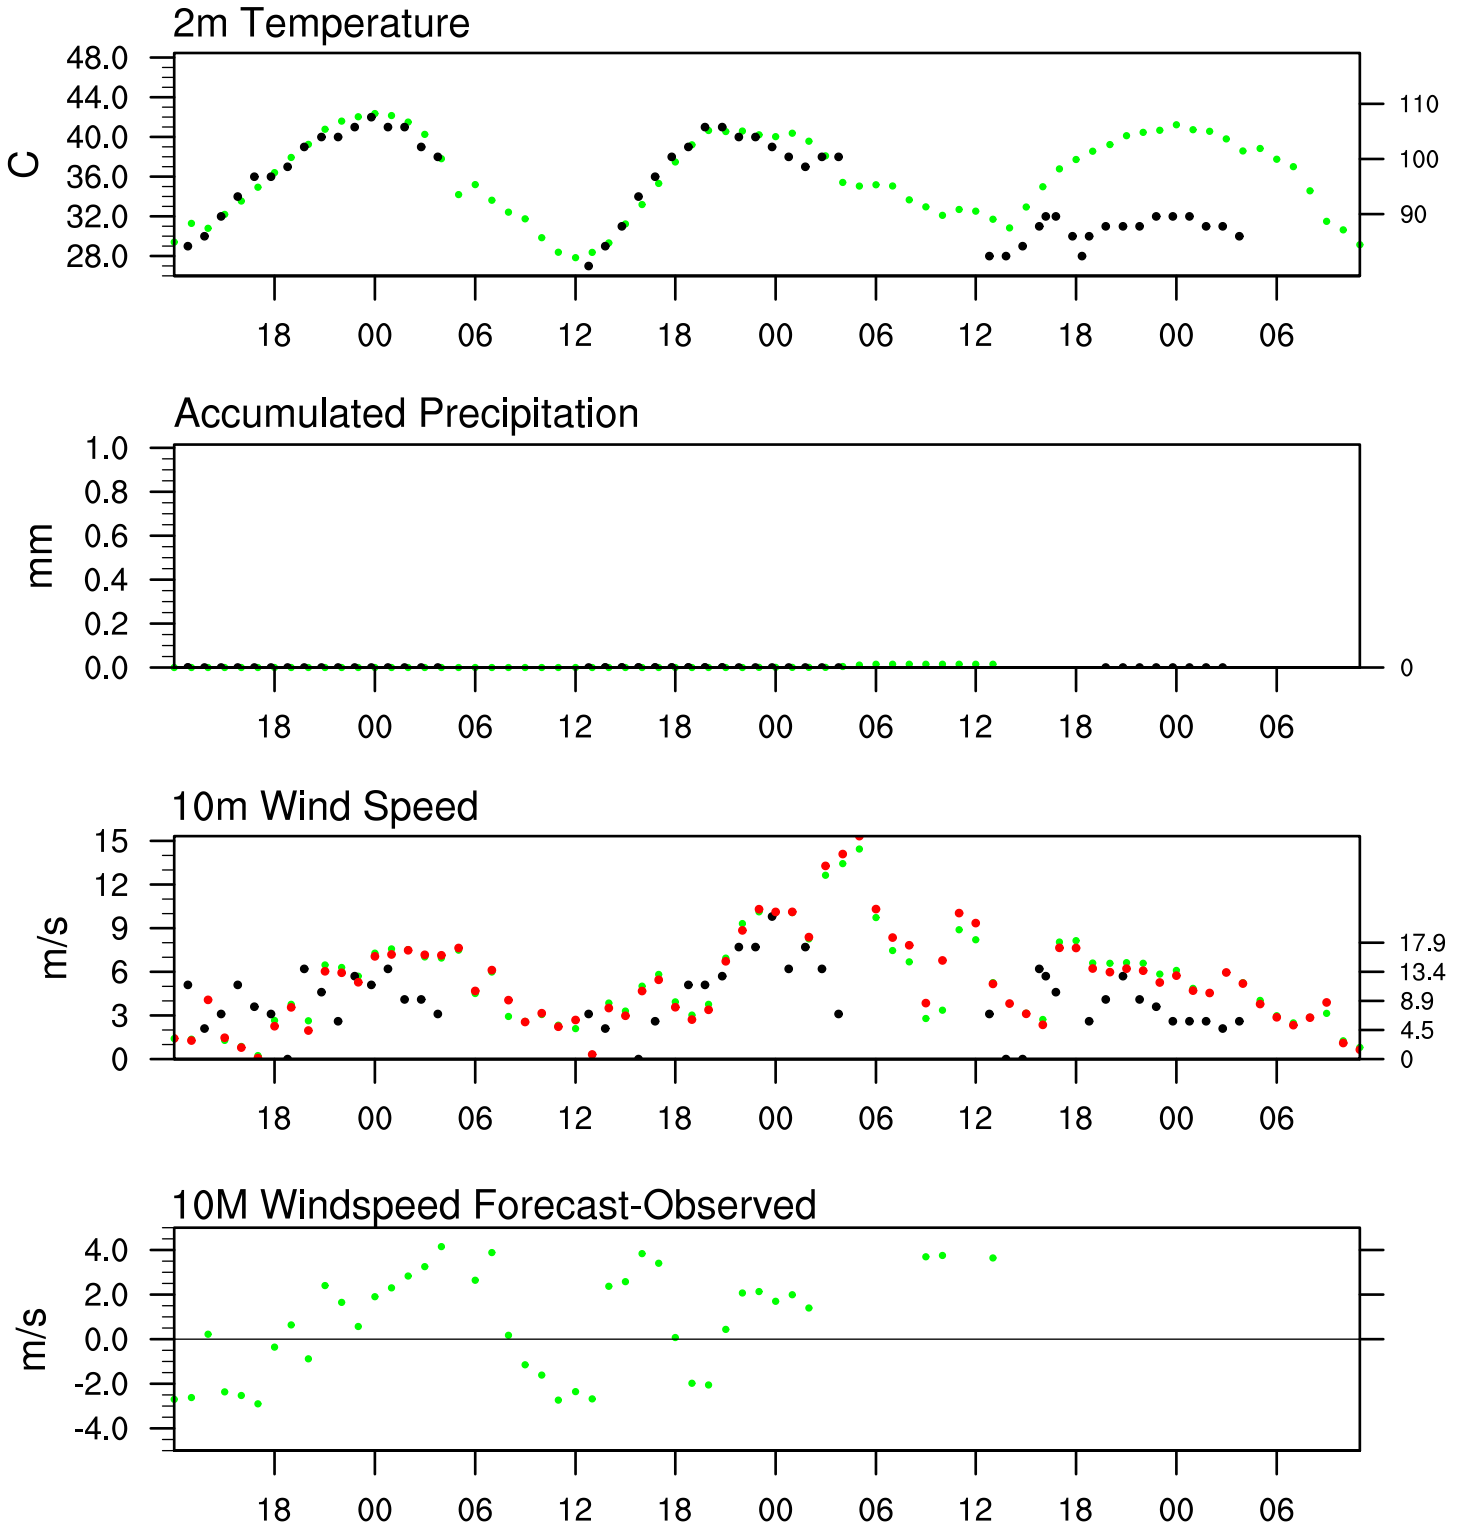 2m Temperature
48.0
44.0
40.0
36.0
32.0
28.0
C
110
100
90
18 00 06 12 18 00 06 12 18 00 06
Accumulated Precipitation
1.0
0.8
0.6
0.4
0.2
0.0
mm
0
18 00 06 12 18 00 06 12 18 00 06
10m Wind Speed
15
12
9
6
3
0
m/s
17.9
13.4
8.9
4.5
0
18 00 06 12 18 00 06 12 18 00 06
10M Windspeed Forecast-Observed
4.0
2.0
0.0
-2.0
-4.0
m/s
18 00 06 12 18 00 06 12 18 00 06